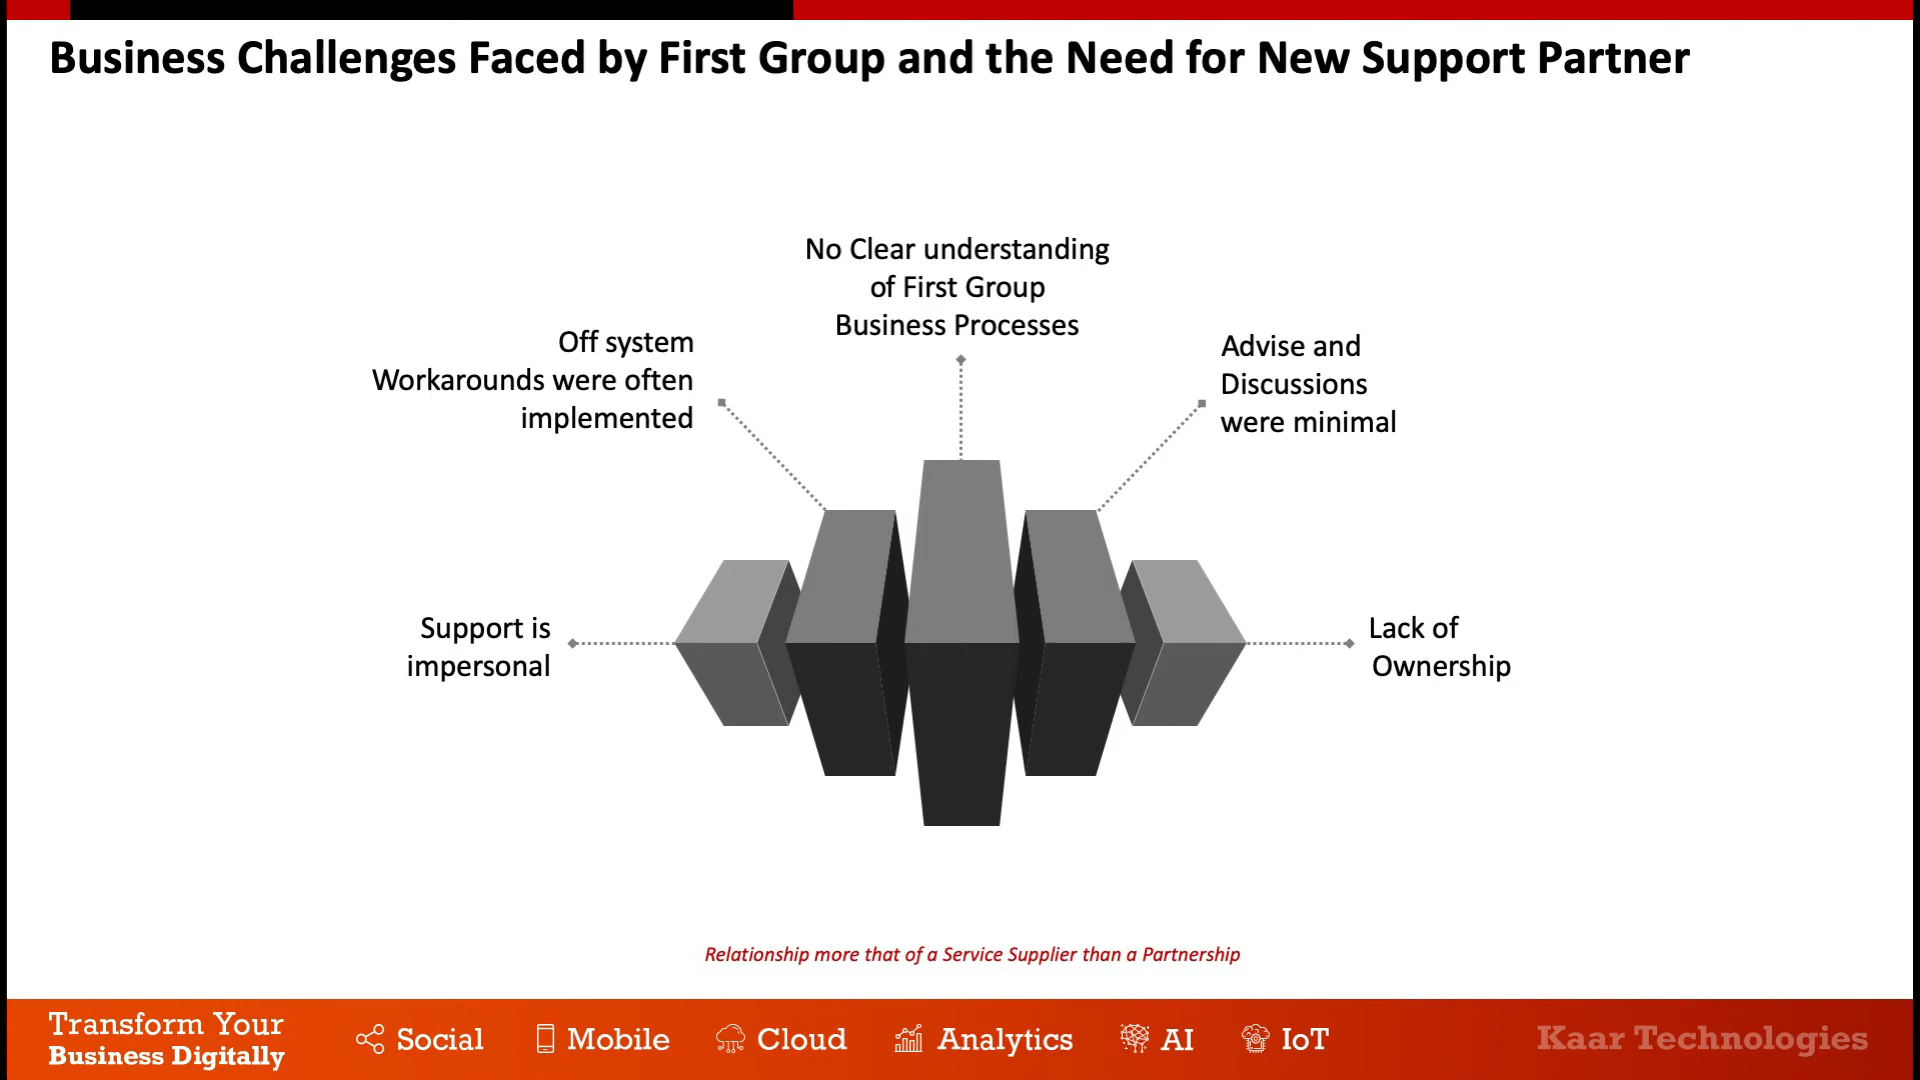 Business Challenges Faced by First Group and the Need for New Support Partner
No Clear understanding
of First Group
Business Processes
Off system
Workarounds were often
implemented
Advise and
Discussions
were minimal
Support is
impersonal
Lack of
Ownership
Relationship more that of a Service Supplier than a Partnership
Transform Your
Business Digitally
Social
Mobile
Cloud
Analytics
AI
IoT
Kaar Technologies